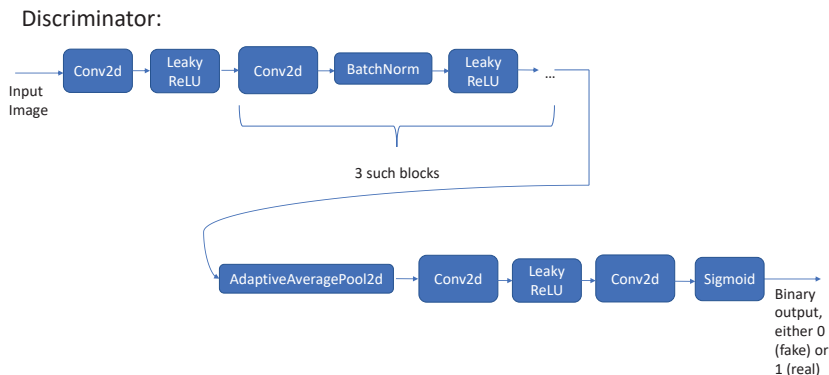 Discriminator:
Conv2d
Leaky
ReLU
Conv2d
BatchNorm
Leaky
ReLU
...
Input
Image
3 such blocks
AdaptiveAveragePool2d
Conv2d
Leaky
ReLU
Conv2d
Sigmoid
Binary
output,
either 0
(fake) or
1 (real)